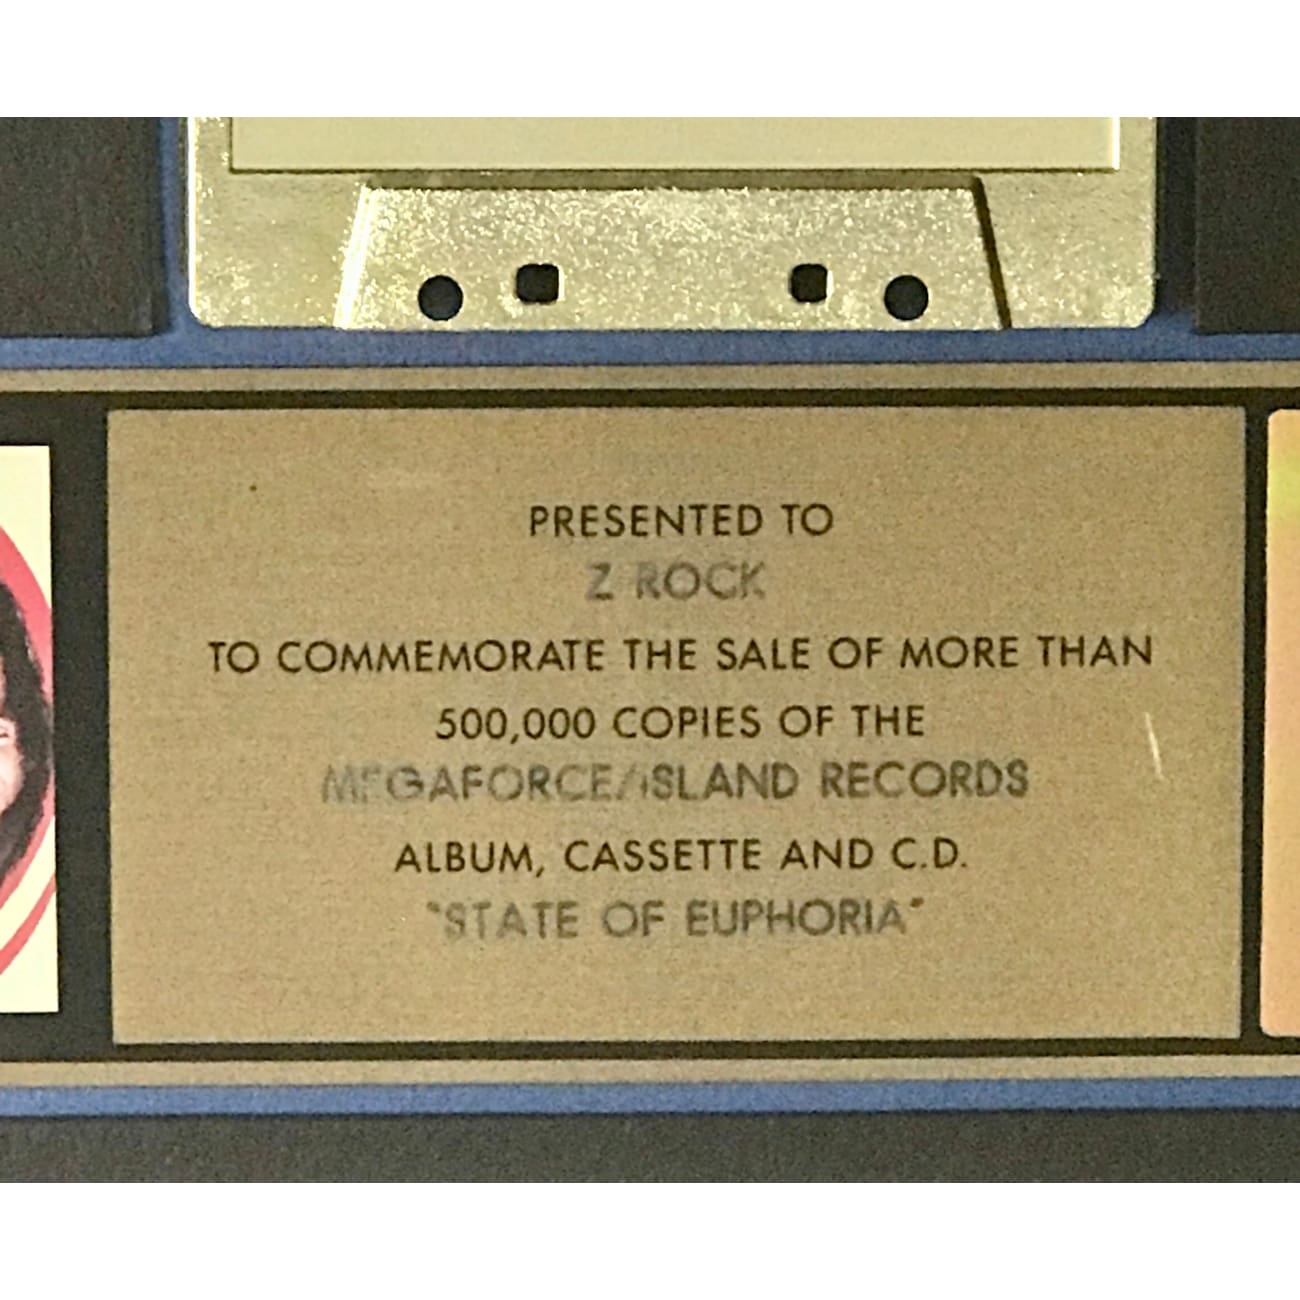 PRESENTED TO
Z ROCK
TO COMMEMORATE THE SALE OF MORE THAN
500,000 COPIES OF THE
MEGAFORCE/ISLAND RECORDS
ALBUM, CASSETTE AND C.D.
"STATE OF EUPHORIA"